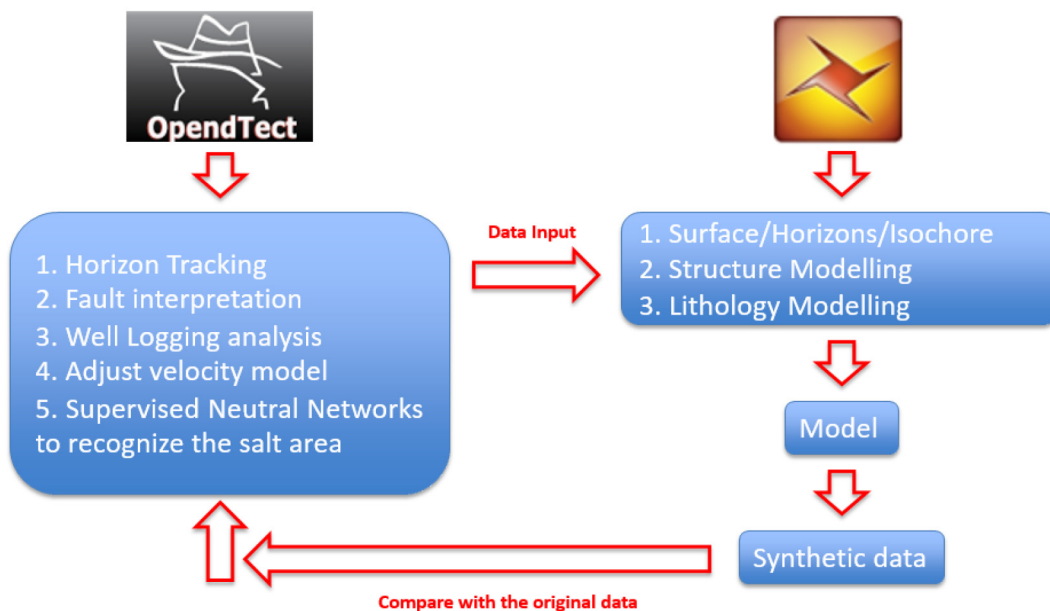 OpendTect
1. Horizon Tracking
2. Fault interpretation
3. Well Logging analysis
4. Adjust velocity model
5. Supervised Neutral Networks
to recognize the salt area
Data Input
1. Surface/Horizons/Isochore
2. Structure Modelling
3. Lithology Modelling
Model
Synthetic data
Compare with the original data